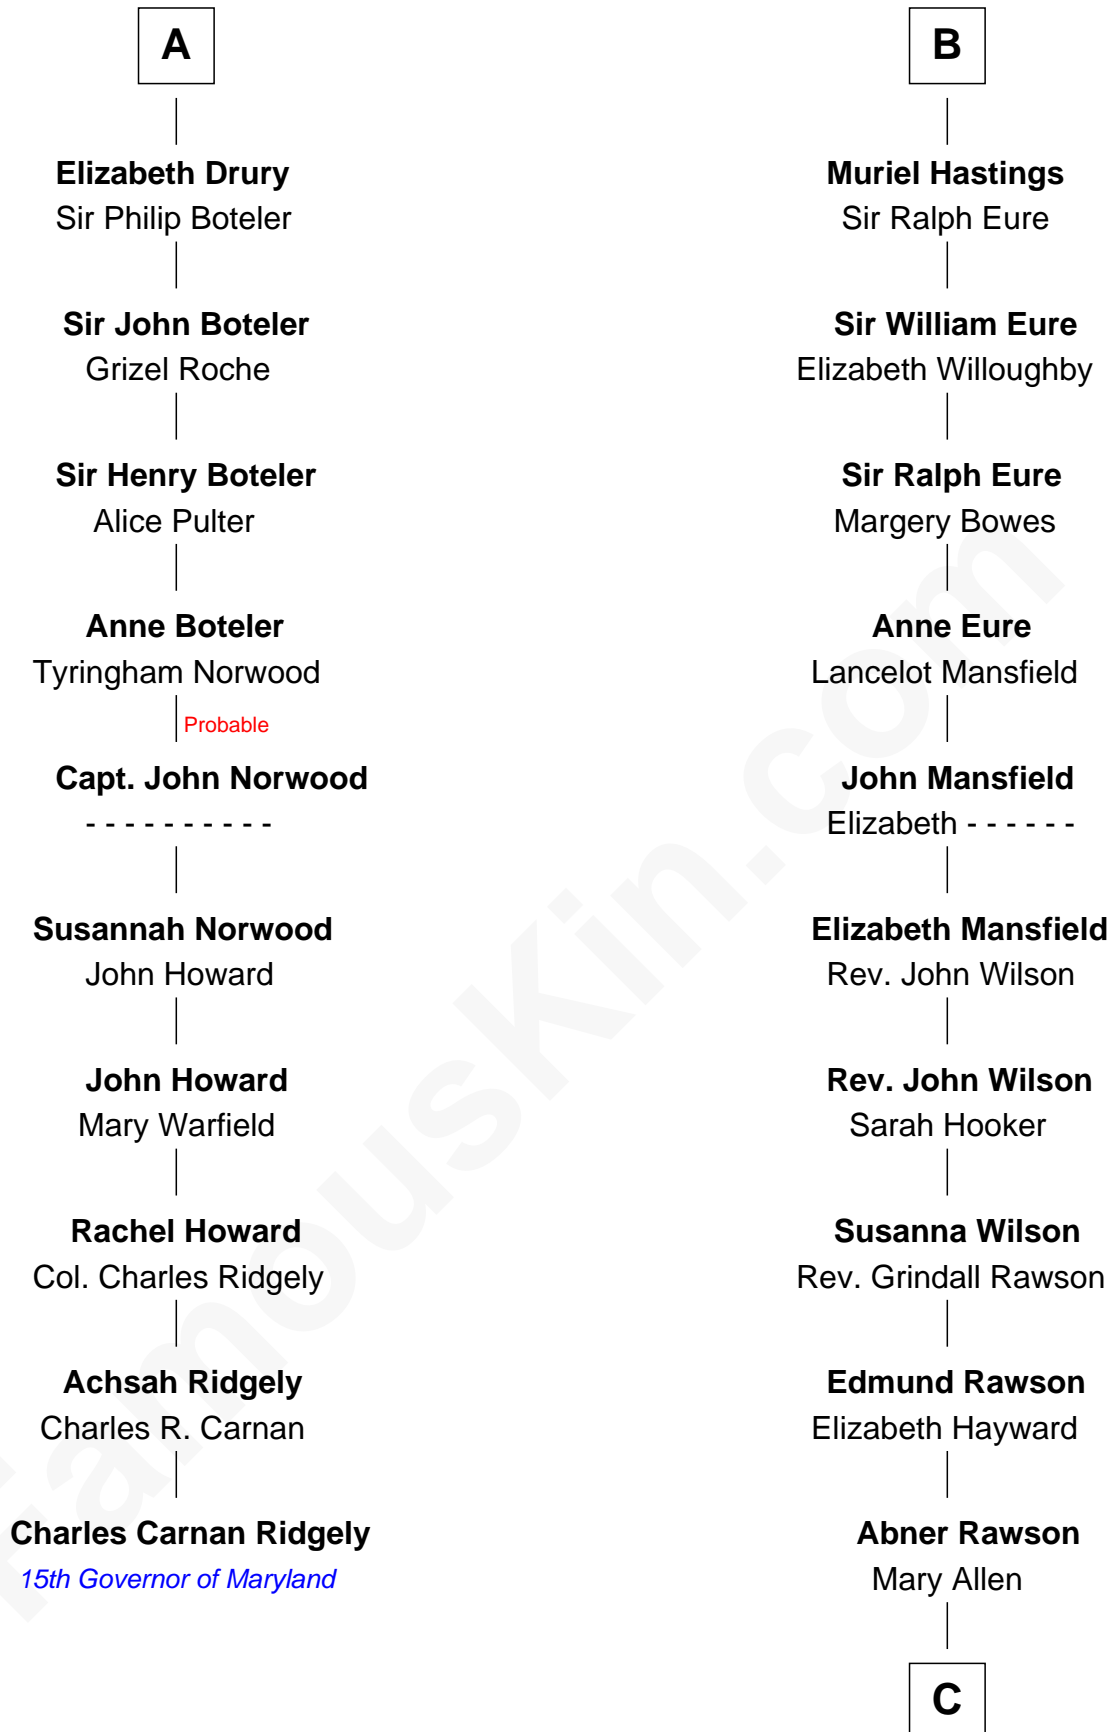 A
Elizabeth Drury
Sir Philip Boteler
Sir John Boteler
Grizel Roche
Sir Henry Boteler
Alice Pulter
Anne Boteler
Tyringham Norwood
Probable
Capt. John Norwood
- - - - - - - - - -
Susannah Norwood
John Howard
John Howard
Mary Warfield
Rachel Howard
Col. Charles Ridgely
Achsah Ridgely
Charles R. Carnan
Charles Carnan Ridgely
15th Governor of Maryland
B
Muriel Hastings
Sir Ralph Eure
Sir William Eure
Elizabeth Willoughby
Sir Ralph Eure
Margery Bowes
Anne Eure
Lancelot Mansfield
John Mansfield
Elizabeth - - - - - -
Elizabeth Mansfield
Rev. John Wilson
Rev. John Wilson
Sarah Hooker
Susanna Wilson
Rev. Grindall Rawson
Edmund Rawson
Elizabeth Hayward
Abner Rawson
Mary Allen
C
FamousKin.com